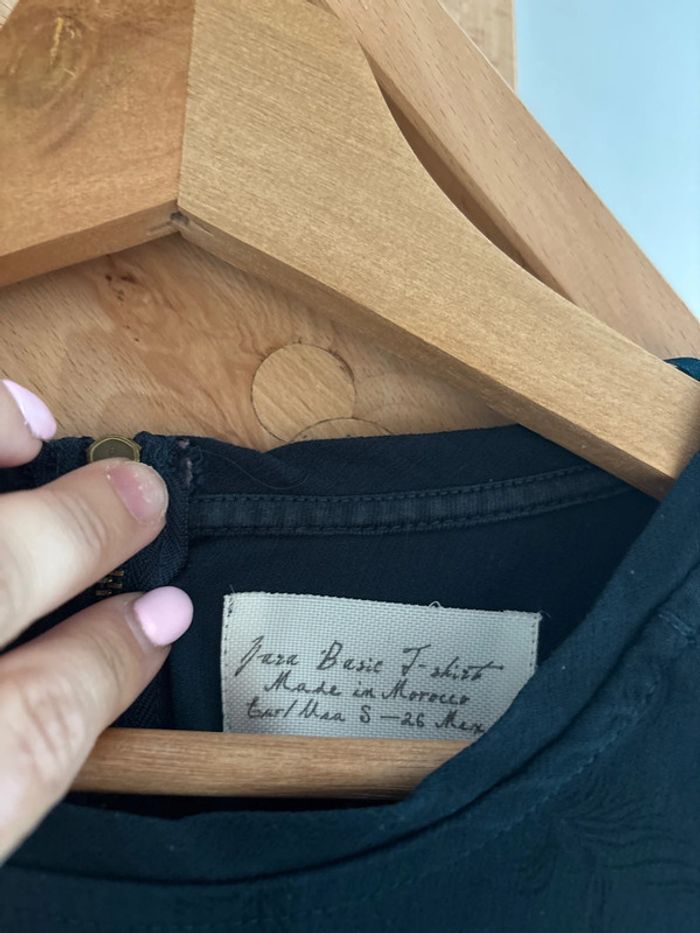 Zara Basic T-shirt
Made in Morocco
Eur/Usa S-26 Mex